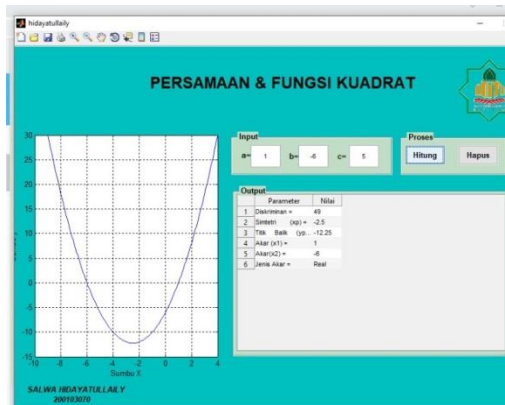 hidayatullaily
PERSAMAAN & FUNGSI KUADRAT
Input
a= 1 b= -6 c= 5
Proses
Hitung Hapus
Output
Parameter Nilai
1 Diskriminan = 49
2 Simtetri (xp) = -2.5
3 Titik Balik (yp... -12.25
4 Akar (x1) = 1
5 Akar(x2) = -6
6 Jenis Akar = Real
30
25
20
15
10
5
0
-5
-10
-15
-10 -8 -6 -4 -2 0 2 4
Sumbu X
SALWA HIDAYATULLAILY
200103070